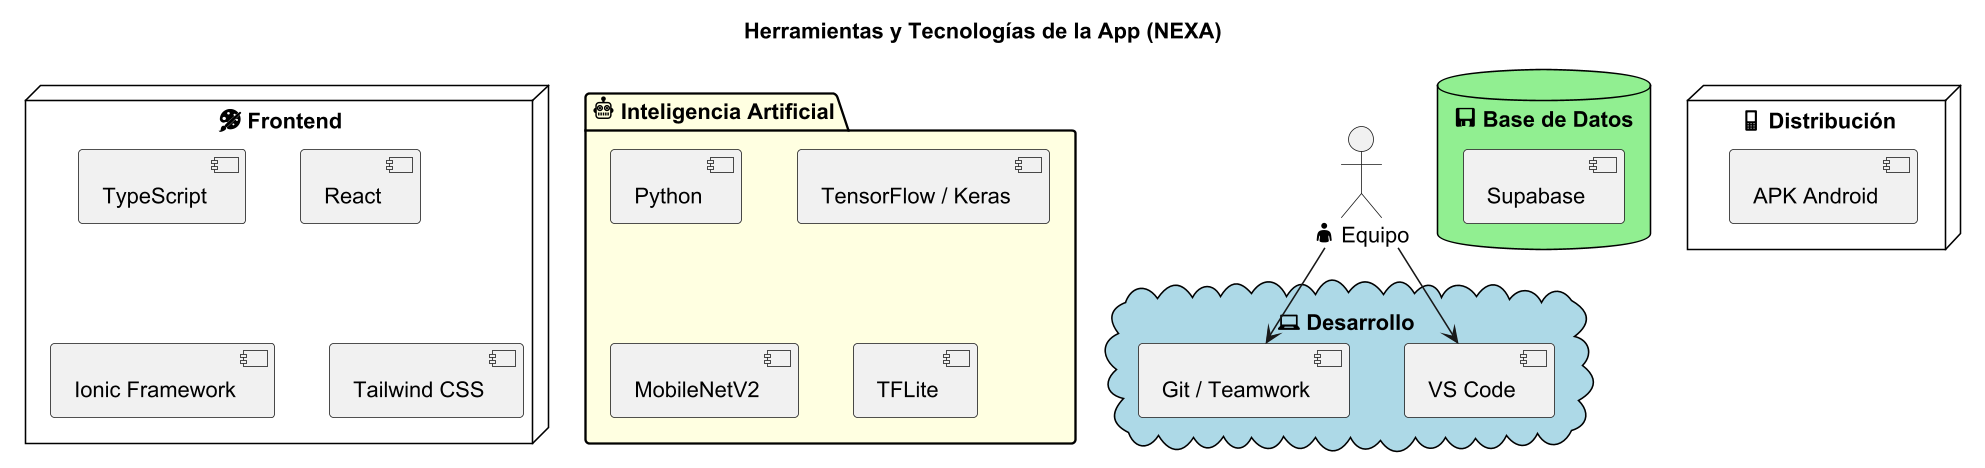 Herramientas y Tecnologías de la App (NEXA)
Frontend
TypeScript
React
Ionic Framework
Tailwind CSS
Inteligencia Artificial
Python
TensorFlow / Keras
MobileNetV2
TFLite
Equipo
Desarrollo
Git / Teamwork
VS Code
Base de Datos
Supabase
Distribución
APK Android